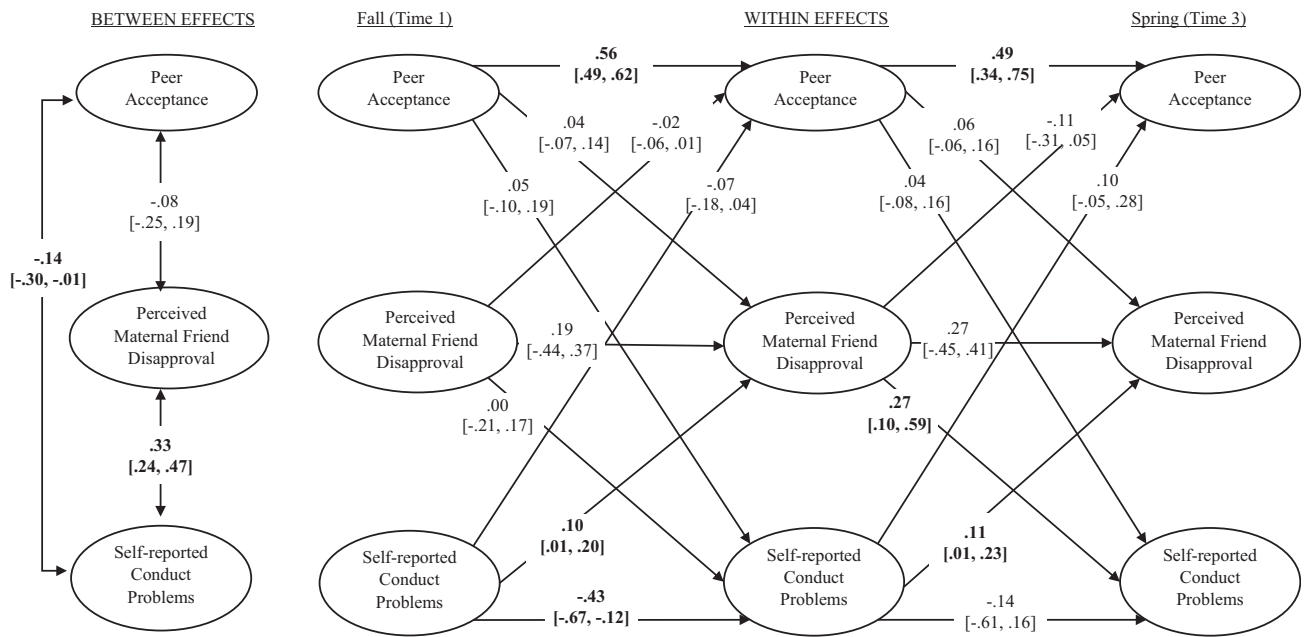 BETWEEN EFFECTS
Fall (Time 1)
WITHIN EFFECTS
Spring (Time 3)
Peer
Acceptance
-.08
[-.25, .19]
-.14
[-.30, -.01]
Perceived
Maternal Friend
Disapproval
.33
[.24, .47]
Self-reported
Conduct
Problems
Peer
Acceptance
.56
[.49, .62]
.04
[-.07, .14]
-.02
[-.06, .01]
.05
[-.10, .19]
-.07
[-.18, .04]
Perceived
Maternal Friend
Disapproval
.19
[-.44, .37]
.00
[-.21, .17]
.10
[.01, .20]
Self-reported
Conduct
Problems
-.43
[-.67, -.12]
Peer
Acceptance
.49
[.34, .75]
.06
[-.06, .16]
-.11
[-.31, .05]
.04
[-.08, .16]
.10
[-.05, .28]
Perceived
Maternal Friend
Disapproval
.27
[-.45, .41]
.27
[.10, .59]
.11
[.01, .23]
Self-reported
Conduct
Problems
-.14
[-.61, .16]
Peer
Acceptance
Perceived
Maternal Friend
Disapproval
Self-reported
Conduct
Problems